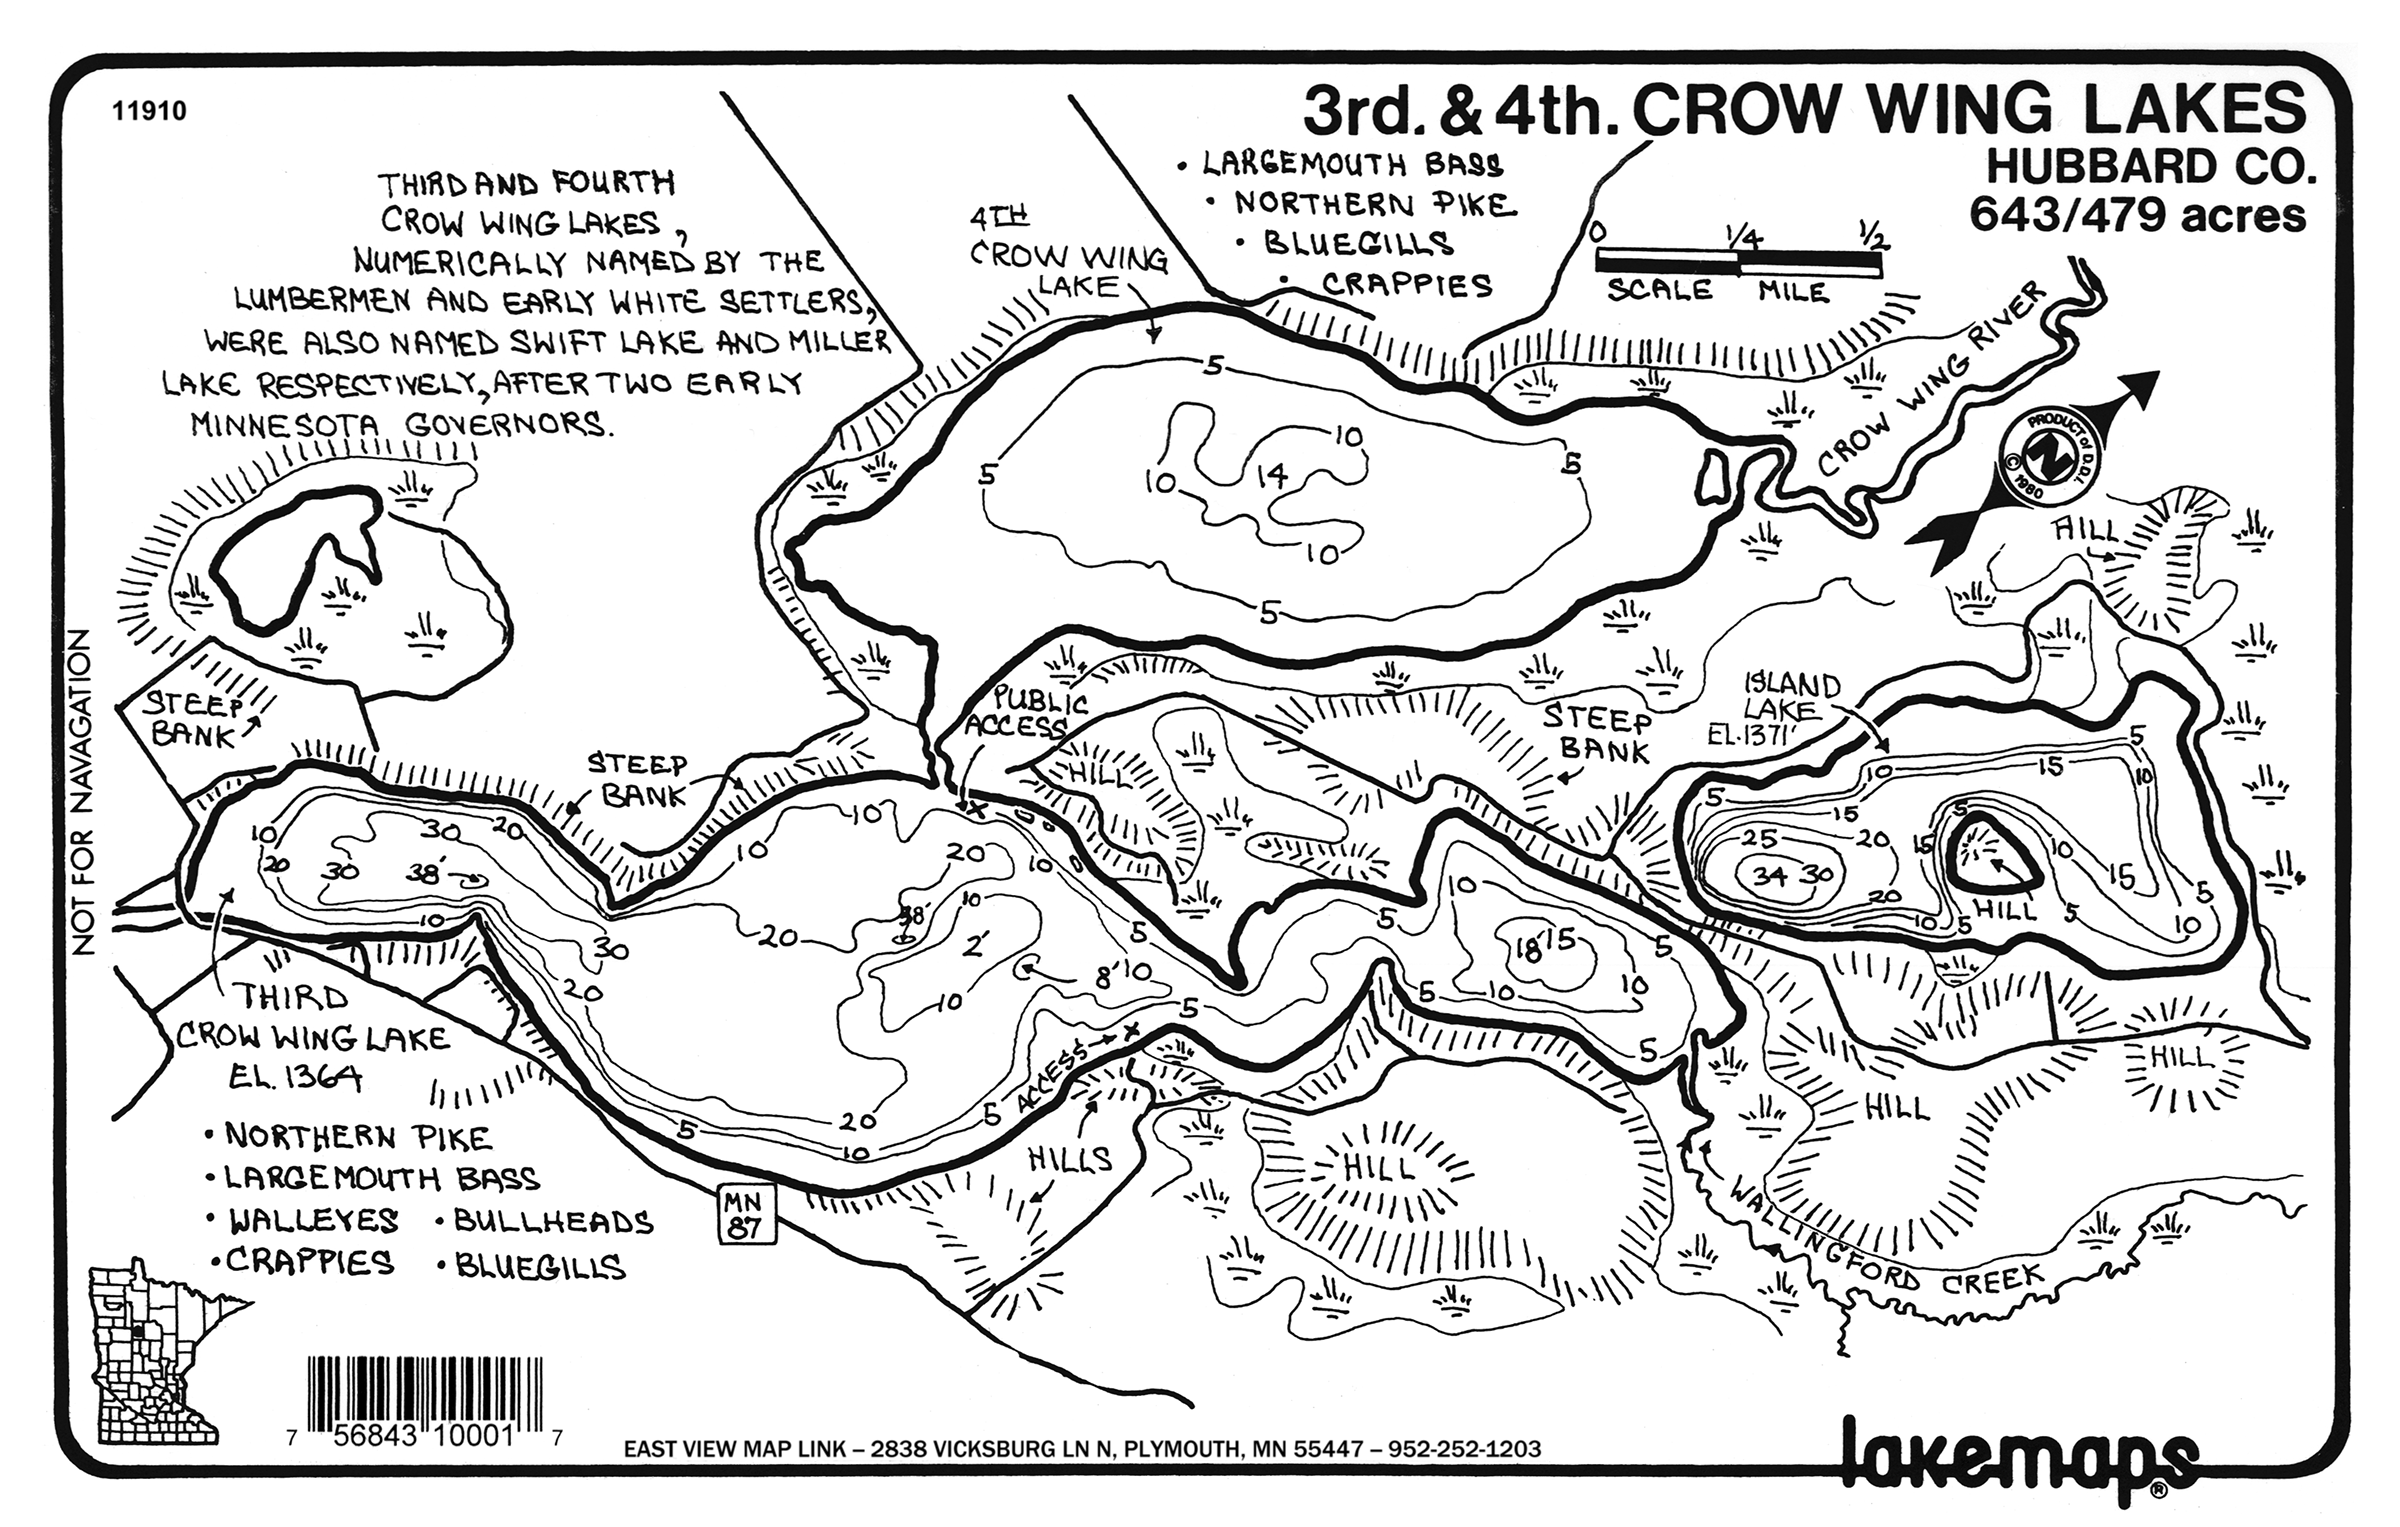 11910
3rd. & 4th. CROW WING LAKES
HUBBARD CO.
643/479 acres
• LARGEMOUTH BASS
• NORTHERN PIKE
• BLUEGILLS
• CRAPPIES
0 1/4 1/2
SCALE MILE
THIRD AND FOURTH
CROW WING LAKES,
NUMERICALLY NAMED BY THE
LUMBERMEN AND EARLY WHITE SETTLERS,
WERE ALSO NAMED SWIFT LAKE AND MILLER
LAKE RESPECTIVELY, AFTER TWO EARLY
MINNESOTA GOVERNORS.
4TH
CROW WING
LAKE
5
5
5
5
10
10
14
10
CROW WING RIVER
PRODUCT of D.D.I.
N
© 1980
HILL
NOT FOR NAVAGATION
STEEP
BANK
STEEP
BANK
PUBLIC
ACCESS
HILL
STEEP
BANK
ISLAND
LAKE
EL. 1371'
5
10
15
5
10
15
25
20
15
5
10
34
30
20
15
5
HILL
10
5
5
10
10
30
20
20
30
38'
10
10
10
20
10
20
38'
10
2'
5
8'
10
10
30
20
5
10
18'
15
5
10
5
10
5
5
20
5
10
5
ACCESS
THIRD
CROW WING LAKE
EL. 1364
• NORTHERN PIKE
• LARGEMOUTH BASS
• WALLEYES • BULLHEADS
• CRAPPIES • BLUEGILLS
MN
87
HILLS
HILL
HILL
HILL
WALLINGFORD CREEK
7 56843 10001 7
EAST VIEW MAP LINK – 2838 VICKSBURG LN N, PLYMOUTH, MN 55447 – 952-252-1203
lakemaps®